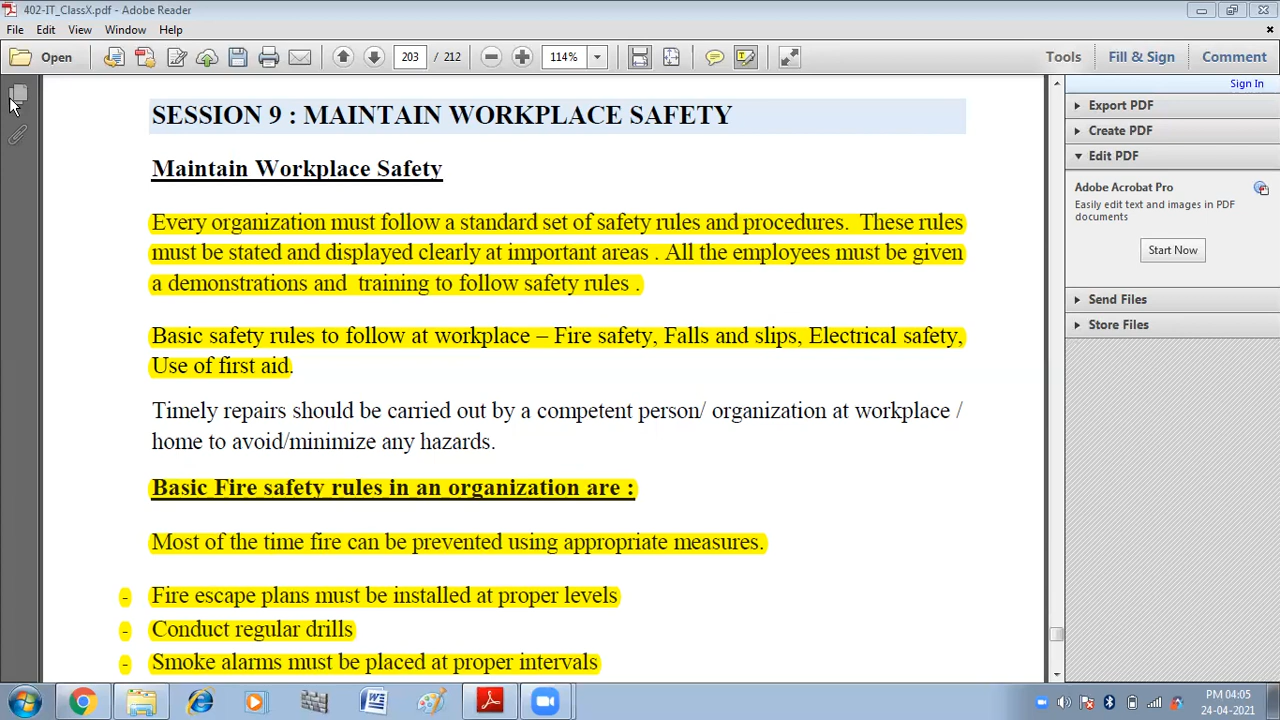 402-IT_ClassX.pdf - Adobe Reader
File Edit View Window Help
Open 203 / 212 114% Tools Fill & Sign Comment
Sign In
Export PDF
Create PDF
Edit PDF
Adobe Acrobat Pro
Easily edit text and images in PDF
documents
Start Now
Send Files
Store Files
SESSION 9 : MAINTAIN WORKPLACE SAFETY
Maintain Workplace Safety
Every organization must follow a standard set of safety rules and procedures. These rules
must be stated and displayed clearly at important areas . All the employees must be given
a demonstrations and training to follow safety rules .
Basic safety rules to follow at workplace – Fire safety, Falls and slips, Electrical safety,
Use of first aid.
Timely repairs should be carried out by a competent person/ organization at workplace /
home to avoid/minimize any hazards.
Basic Fire safety rules in an organization are :
Most of the time fire can be prevented using appropriate measures.
- Fire escape plans must be installed at proper levels
- Conduct regular drills
- Smoke alarms must be placed at proper intervals
PM 04:05
24-04-2021